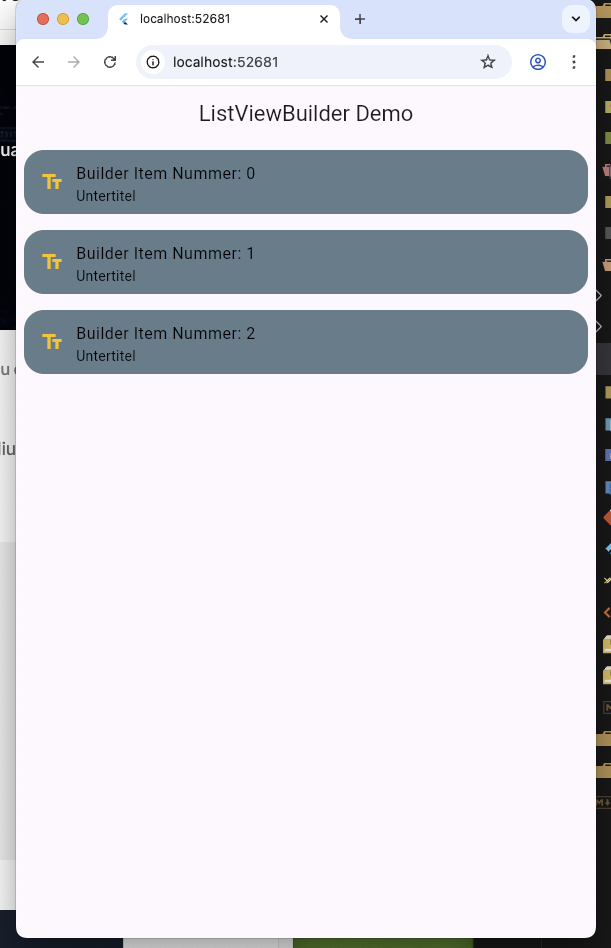 localhost:52681
localhost:52681
ListViewBuilder Demo
Builder Item Nummer: 0
Untertitel
Builder Item Nummer: 1
Untertitel
Builder Item Nummer: 2
Untertitel